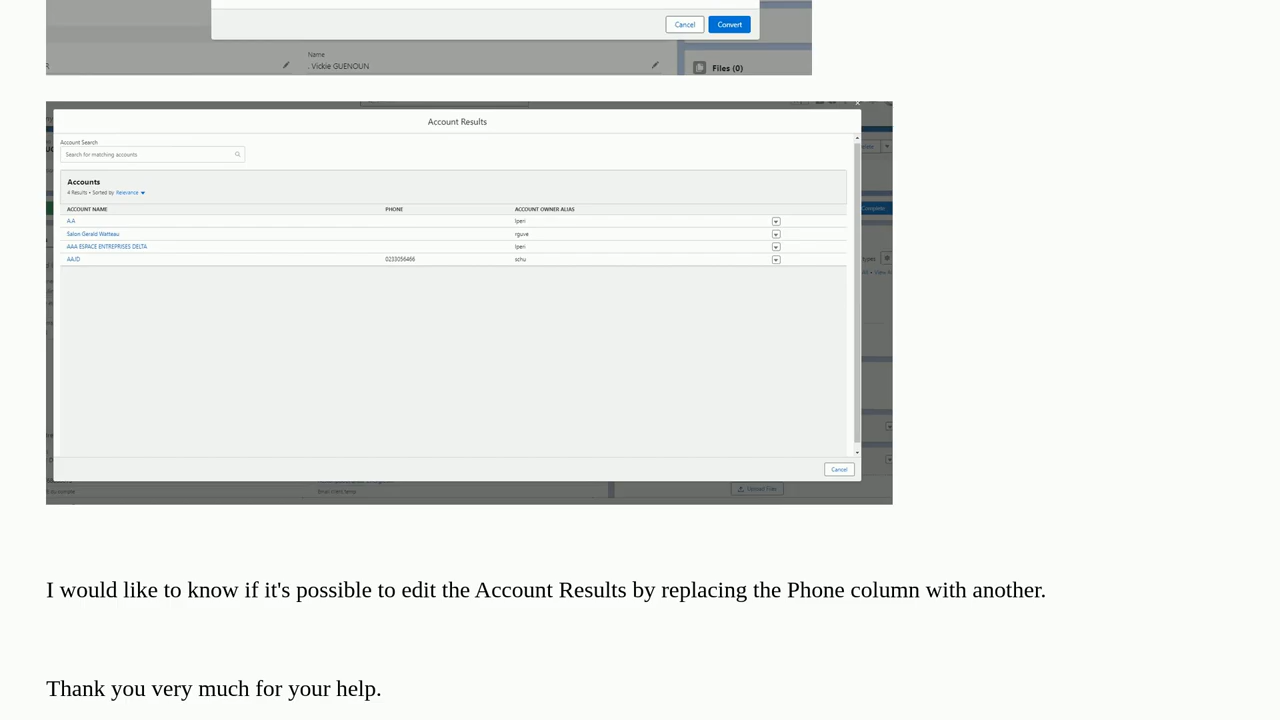 Cancel
Convert
Name
. Vickie GUENOUN
Files (0)
Account Results
Account Search
Search for matching accounts
Accounts
4 Results • Sorted by Relevance
ACCOUNT NAME PHONE ACCOUNT OWNER ALIAS
A.A lperi
Salon Gerald Watteau rguve
AAA ESPACE ENTREPRISES DELTA lperi
AAJD 0233056466 schu
Cancel
Upload Files
I would like to know if it's possible to edit the Account Results by replacing the Phone column with another.
Thank you very much for your help.